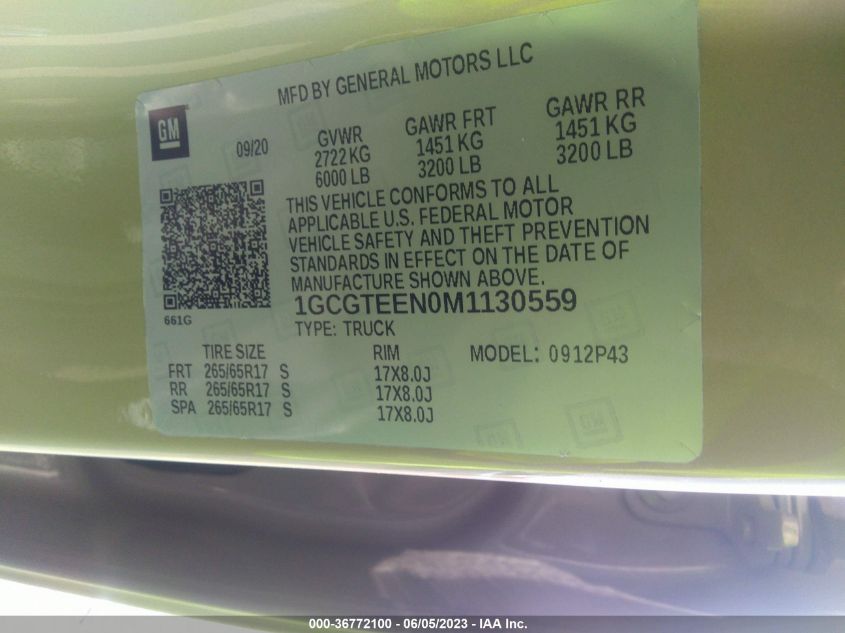 MFD BY GENERAL MOTORS LLC
GM
09/20
GVWR GAWR FRT GAWR RR
2722 KG 1451 KG 1451 KG
6000 LB 3200 LB 3200 LB
THIS VEHICLE CONFORMS TO ALL
APPLICABLE U.S. FEDERAL MOTOR
VEHICLE SAFETY AND THEFT PREVENTION
STANDARDS IN EFFECT ON THE DATE OF
MANUFACTURE SHOWN ABOVE.
661G
1GCGTEEN0M1130559
TYPE: TRUCK
TIRE SIZE RIM MODEL: 0912P43
FRT 265/65R17 S 17X8.0J
RR 265/65R17 S 17X8.0J
SPA 265/65R17 S 17X8.0J
GM
GM
000-36772100 - 06/05/2023 - IAA Inc.